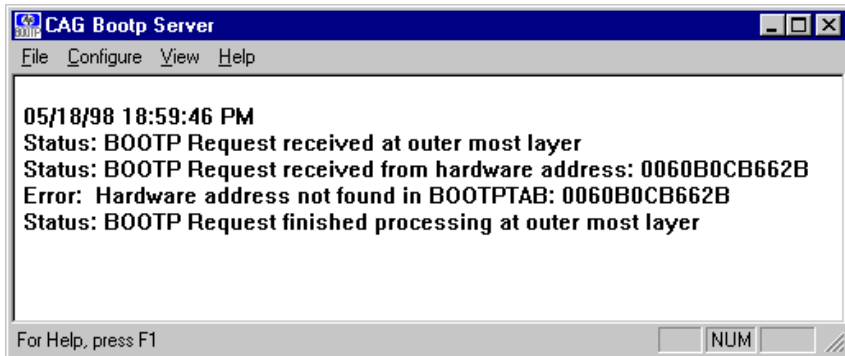 CAG Bootp Server
File Configure View Help
05/18/98 18:59:46 PM
Status: BOOTP Request received at outer most layer
Status: BOOTP Request received from hardware address: 0060B0CB662B
Error:  Hardware address not found in BOOTPTAB: 0060B0CB662B
Status: BOOTP Request finished processing at outer most layer
For Help, press F1
NUM